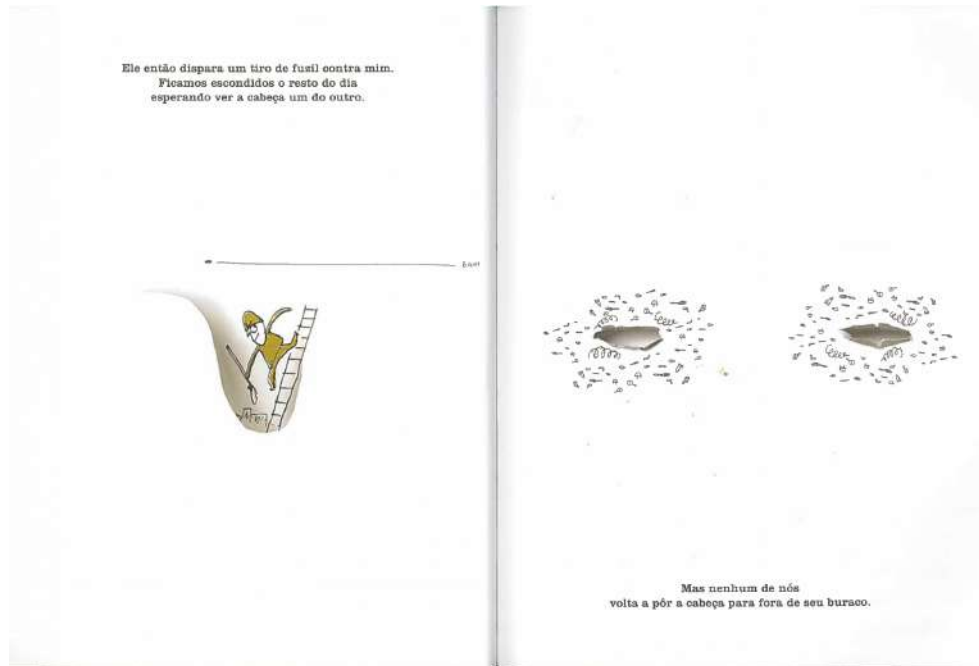 Ele então dispara um tiro de fuzil contra mim.
Ficamos escondidos o resto do dia
esperando ver a cabeça um do outro.
Mas nenhum de nós
volta a pôr a cabeça para fora de seu buraco.